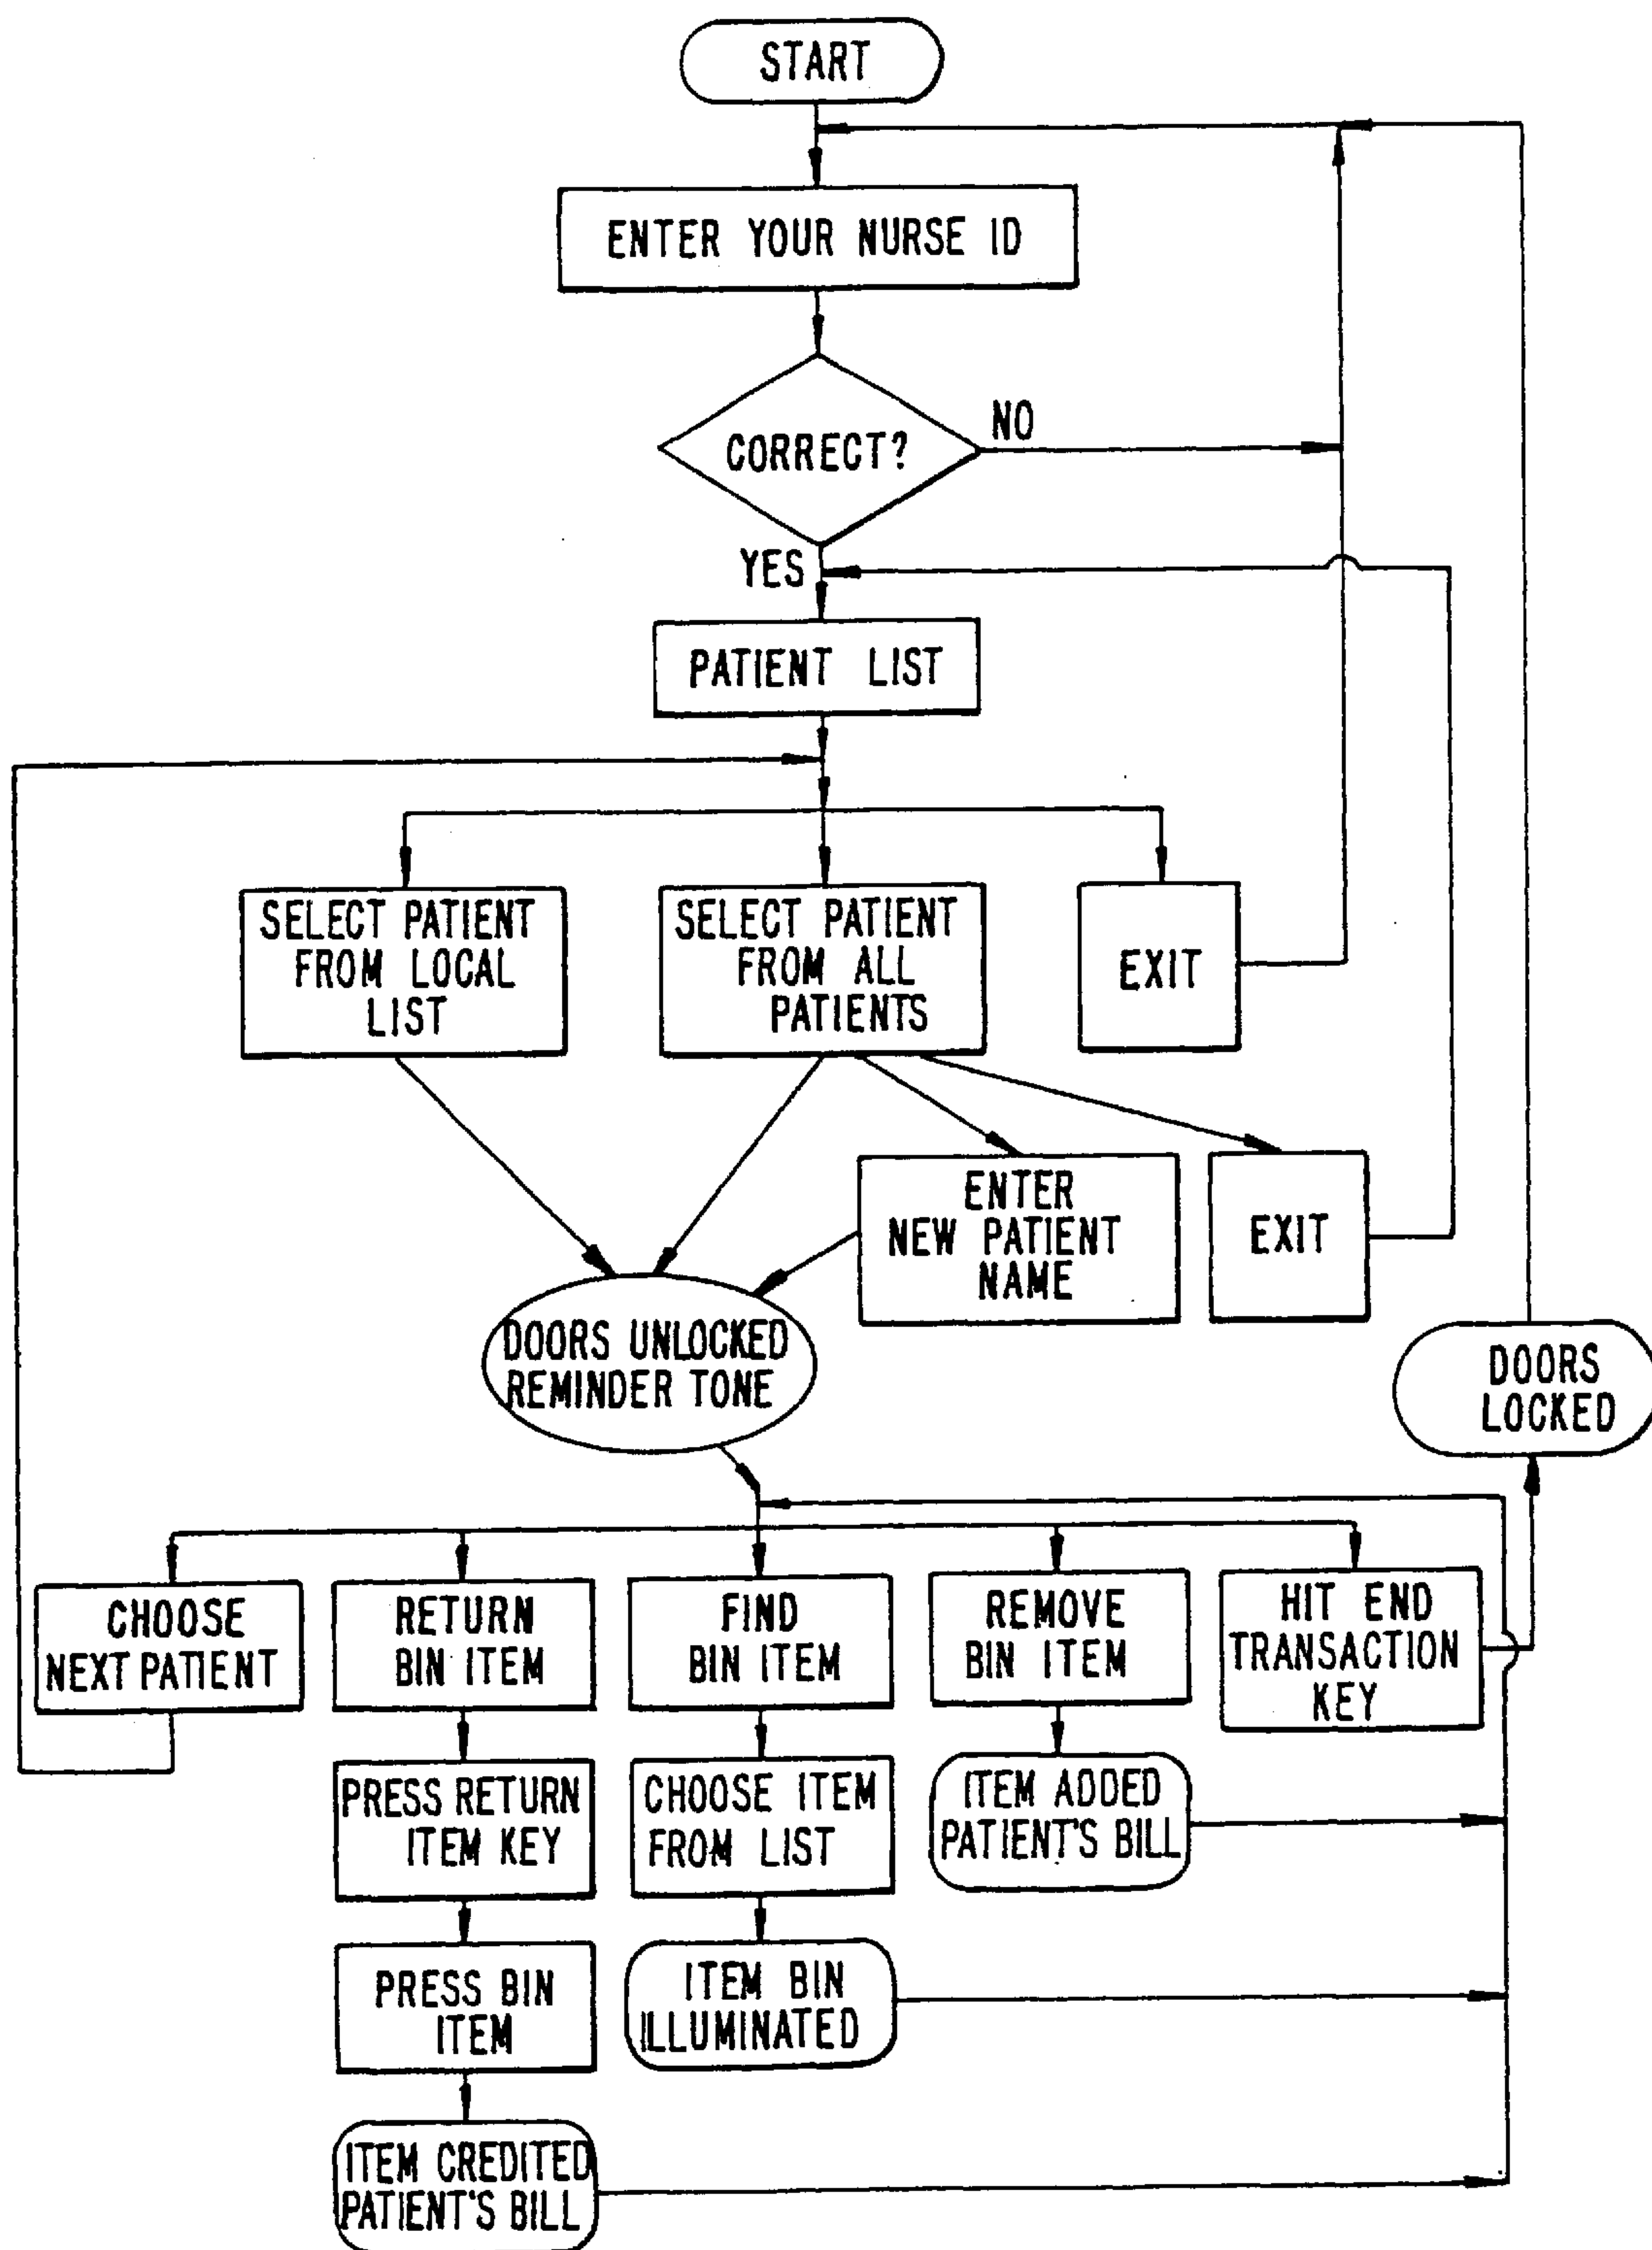 START
ENTER YOUR NURSE ID
CORRECT?
NO
YES
PATIENT LIST
SELECT PATIENT
FROM LOCAL
LIST
SELECT PATIENT
FROM ALL
PATIENTS
EXIT
ENTER
NEW PATIENT
NAME
EXIT
DOORS UNLOCKED
REMINDER TONE
DOORS
LOCKED
CHOOSE
NEXT PATIENT
RETURN
BIN ITEM
FIND
BIN ITEM
REMOVE
BIN ITEM
HIT END
TRANSACTION
KEY
PRESS RETURN
ITEM KEY
CHOOSE ITEM
FROM LIST
ITEM ADDED
PATIENT'S BILL
PRESS BIN
ITEM
ITEM BIN
ILLUMINATED
ITEM CREDITED
PATIENT'S BILL